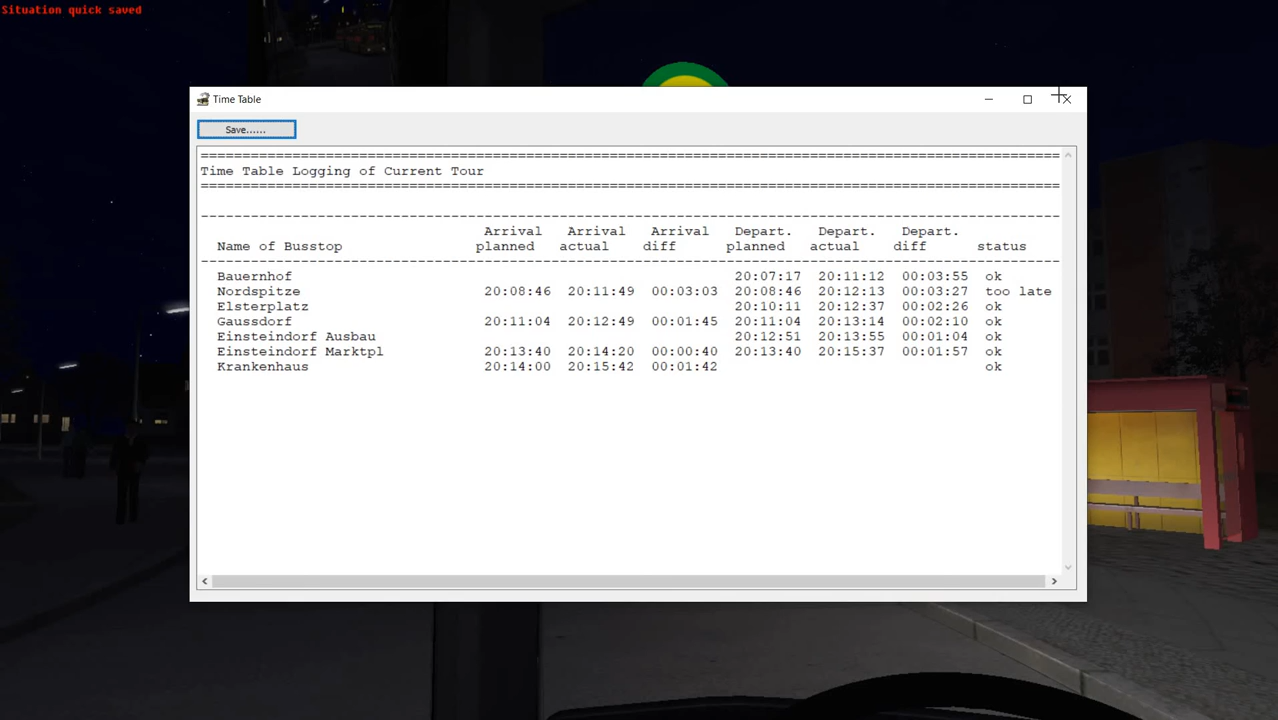 Situation quick saved
Time Table
Save......
================================================================================================
Time Table Logging of Current Tour
================================================================================================
------------------------------------------------------------------------------------------------
Arrival Arrival Arrival Depart. Depart. Depart.
Name of Busstop planned actual diff planned actual diff status
------------------------------------------------------------------------------------------------
Bauernhof 20:07:17 20:11:12 00:03:55 ok
Nordspitze 20:08:46 20:11:49 00:03:03 20:08:46 20:12:13 00:03:27 too late
Elsterplatz 20:10:11 20:12:37 00:02:26 ok
Gaussdorf 20:11:04 20:12:49 00:01:45 20:11:04 20:13:14 00:02:10 ok
Einsteindorf Ausbau 20:12:51 20:13:55 00:01:04 ok
Einsteindorf Marktpl 20:13:40 20:14:20 00:00:40 20:13:40 20:15:37 00:01:57 ok
Krankenhaus 20:14:00 20:15:42 00:01:42 ok